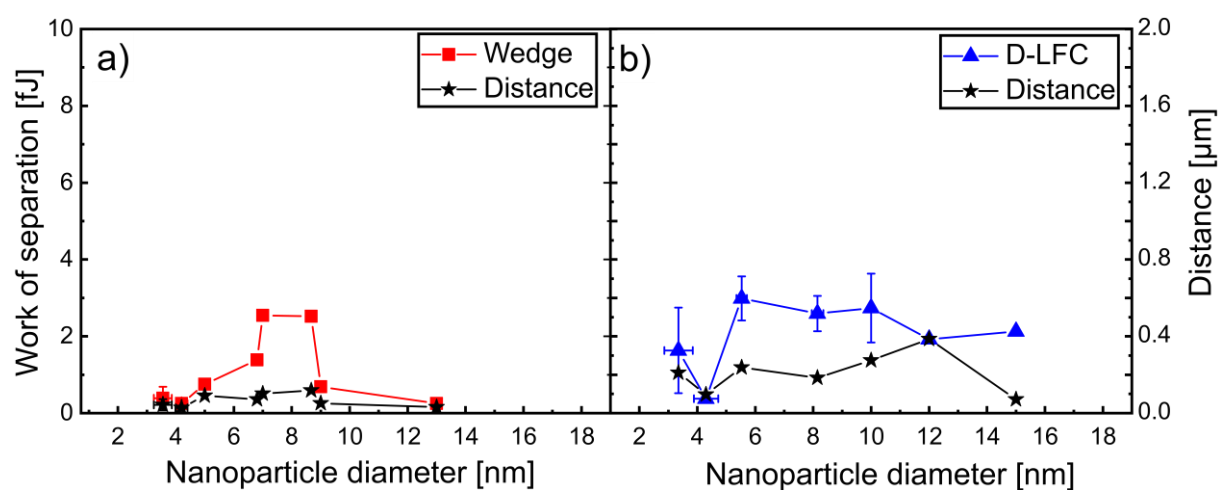 a)
Wedge
Distance
Work of separation [fJ]
10
8
6
4
2
0
2 4 6 8 10 12 14 16 18
Nanoparticle diameter [nm]
b)
D-LFC
Distance
2.0
1.6
1.2
0.8
0.4
0.0
Distance [µm]
2 4 6 8 10 12 14 16 18
Nanoparticle diameter [nm]